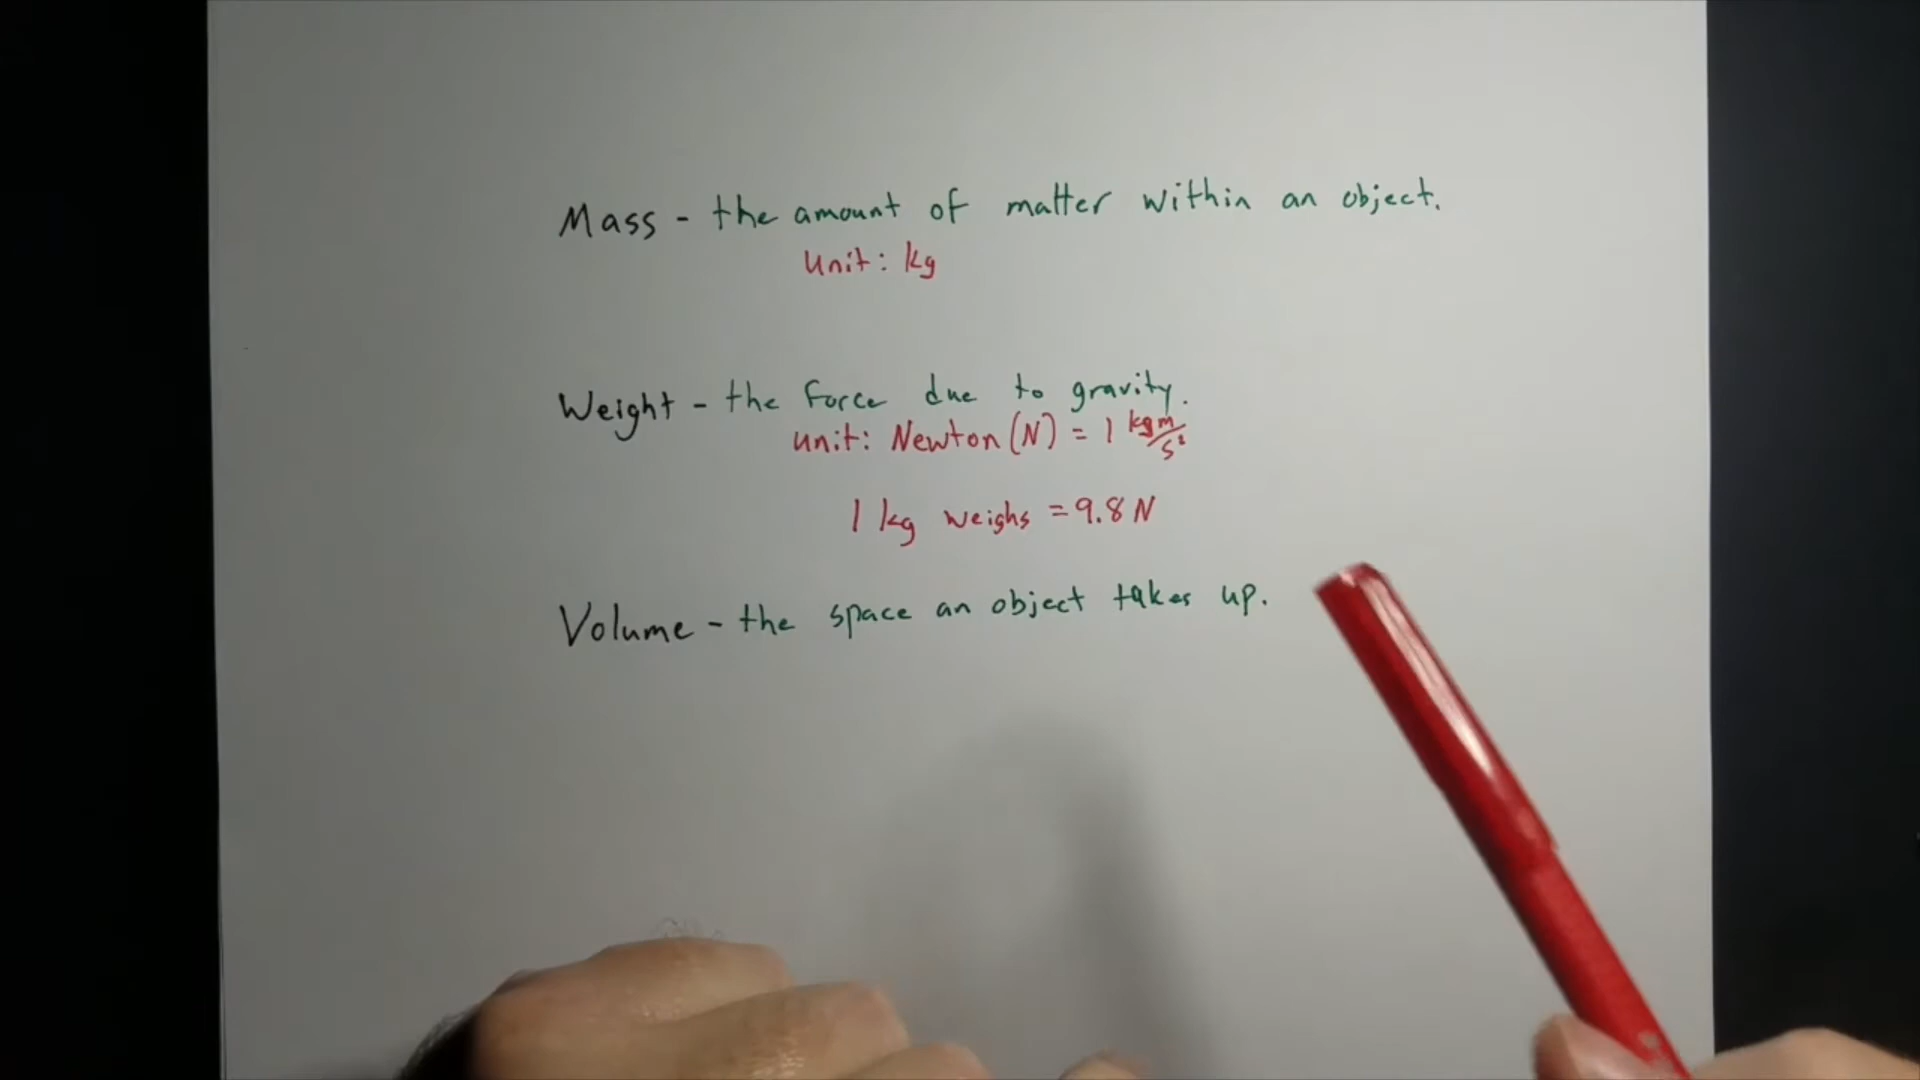 Mass - the amount of matter within an object.
unit: kg
Weight - the force due to gravity.
unit: Newton (N) = 1 kgm/s²
1 kg weighs = 9.8 N
Volume - the space an object takes up.